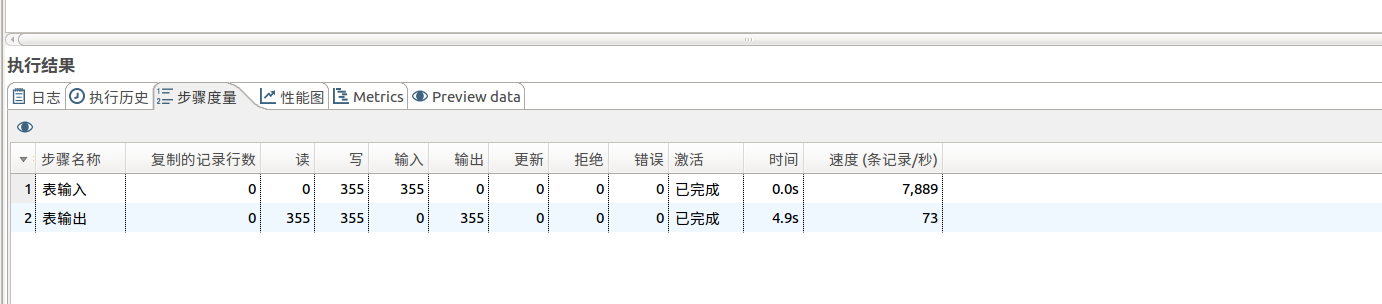 执行结果
日志 执行历史 步骤度量 性能图 Metrics Preview data
步骤名称 复制的记录行数 读 写 输入 输出 更新 拒绝 错误 激活 时间 速度 (条记录/秒)
1 表输入 0 0 355 355 0 0 0 0 已完成 0.0s 7,889
2 表输出 0 355 355 0 355 0 0 0 已完成 4.9s 73